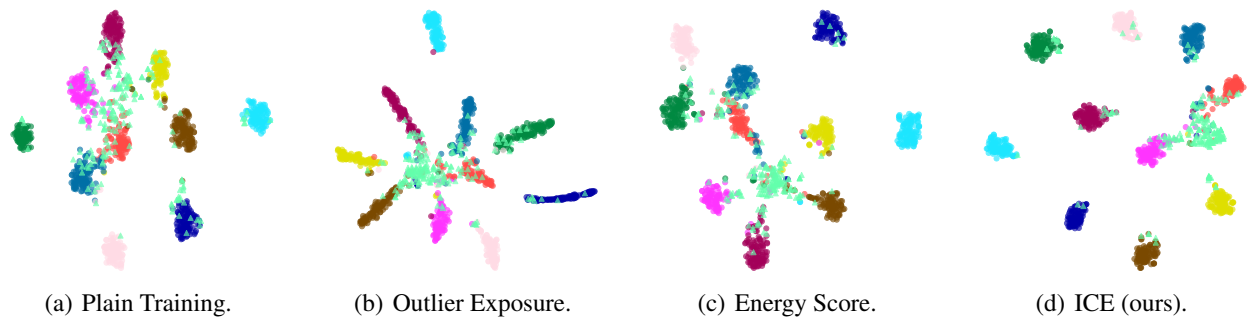 (a) Plain Training.
(b) Outlier Exposure.
(c) Energy Score.
(d) ICE (ours).